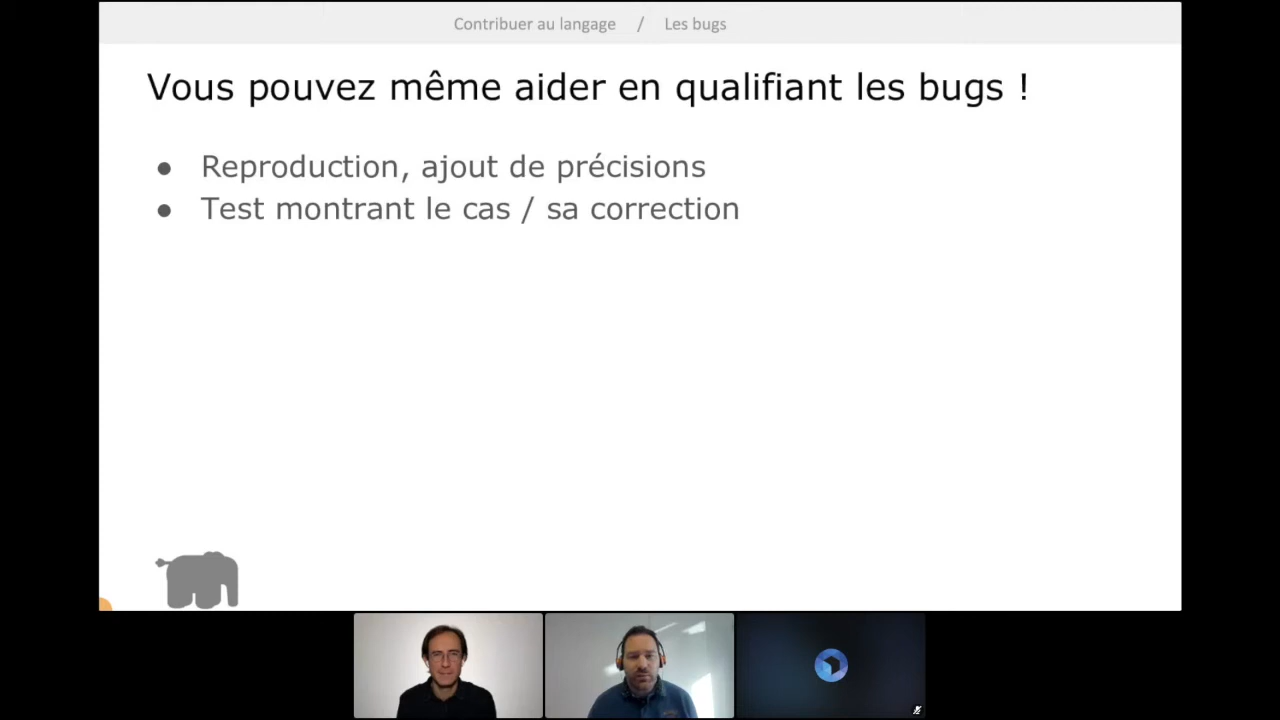 Contribuer au langage / Les bugs
Vous pouvez même aider en qualifiant les bugs !
● Reproduction, ajout de précisions
● Test montrant le cas / sa correction